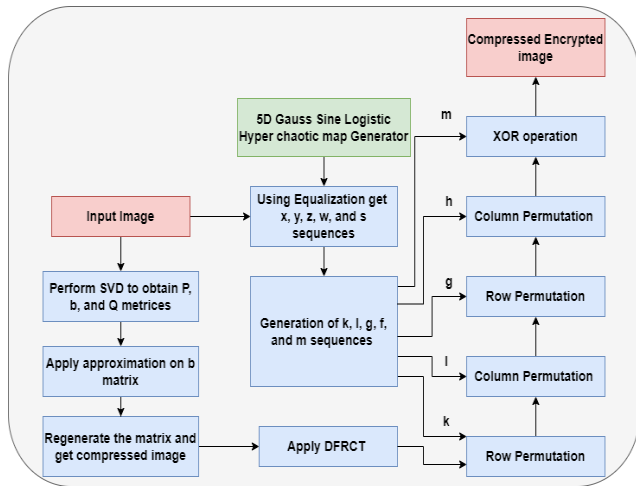 Compressed Encrypted
image
5D Gauss Sine Logistic
Hyper chaotic map Generator
m
XOR operation
Input Image
Using Equalization get
x, y, z, w, and s
sequences
h
Column Permutation
Perform SVD to obtain P,
b, and Q metrices
Generation of k, l, g, f,
and m sequences
g
Row Permutation
Apply approximation on b
matrix
l
Column Permutation
Regenerate the matrix and
get compressed image
Apply DFRCT
k
Row Permutation